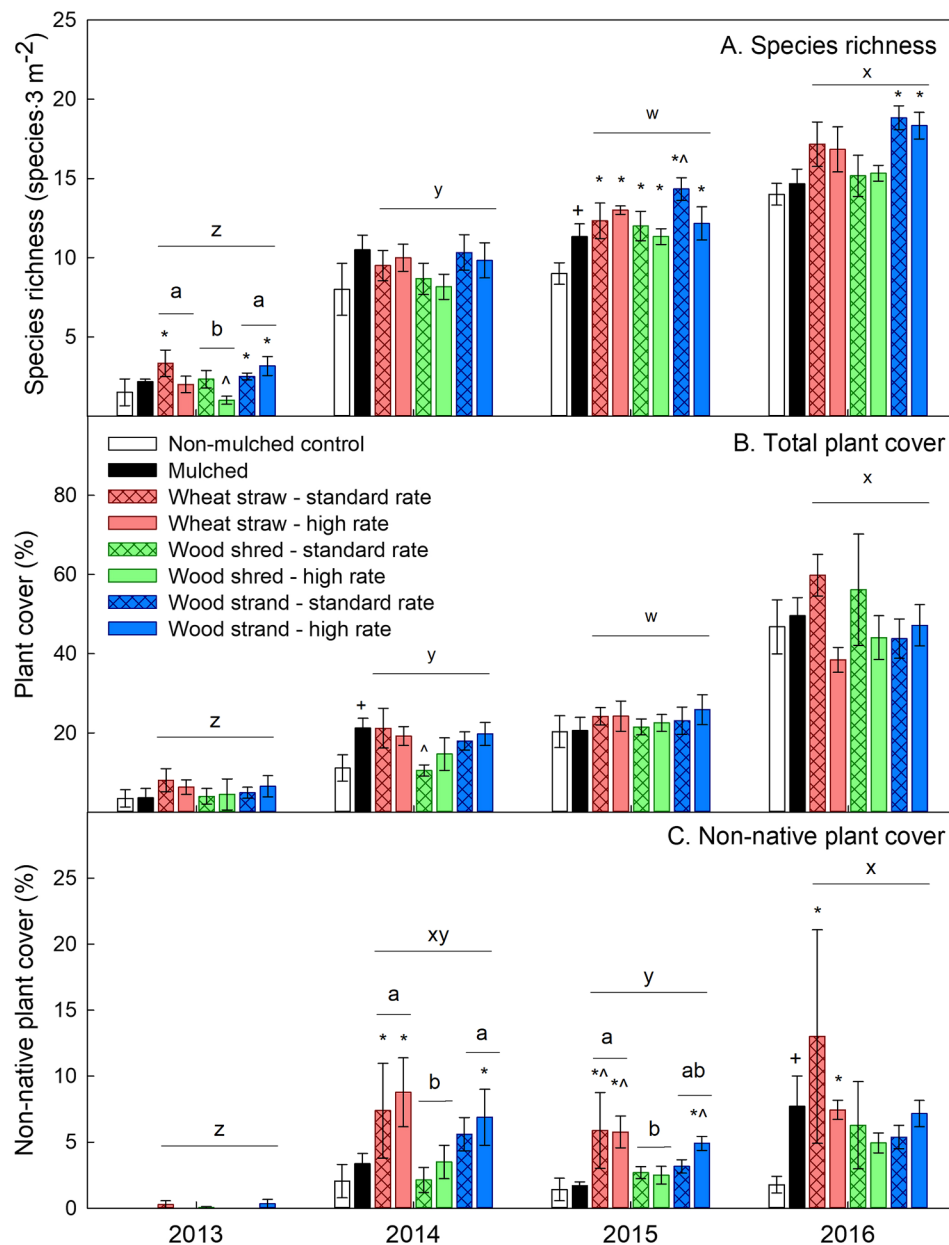 A. Species richness
Species richness (species·3 m⁻²)
25
20
15
10
5
z
a
b
a
*
^
*
*
y
w
+
*
*
*
*
*^
*
x
*
*
B. Total plant cover
Plant cover (%)
80
60
40
20
Non-mulched control
Mulched
Wheat straw - standard rate
Wheat straw - high rate
Wood shred - standard rate
Wood shred - high rate
Wood strand - standard rate
Wood strand - high rate
z
y
+
^
w
x
C. Non-native plant cover
Non-native plant cover (%)
25
20
15
10
5
0
z
xy
a
*
*
b
a
*
y
a
*^
*^
b
ab
*^
x
+
*
*
2013
2014
2015
2016